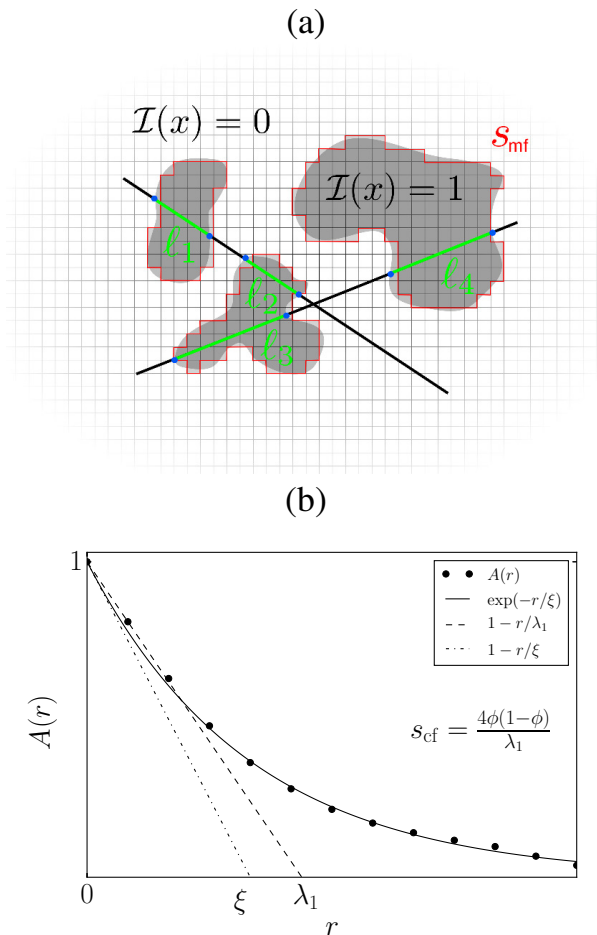 (a)
𝓘(x) = 0
s_mf
𝓘(x) = 1
ℓ₁
ℓ₂
ℓ₃
ℓ₄
(b)
1
A(r)
exp(−r/ξ)
1 − r/λ₁
1 − r/ξ
s_cf = 4ϕ(1−ϕ)/λ₁
A(r)
0
ξ
λ₁
r